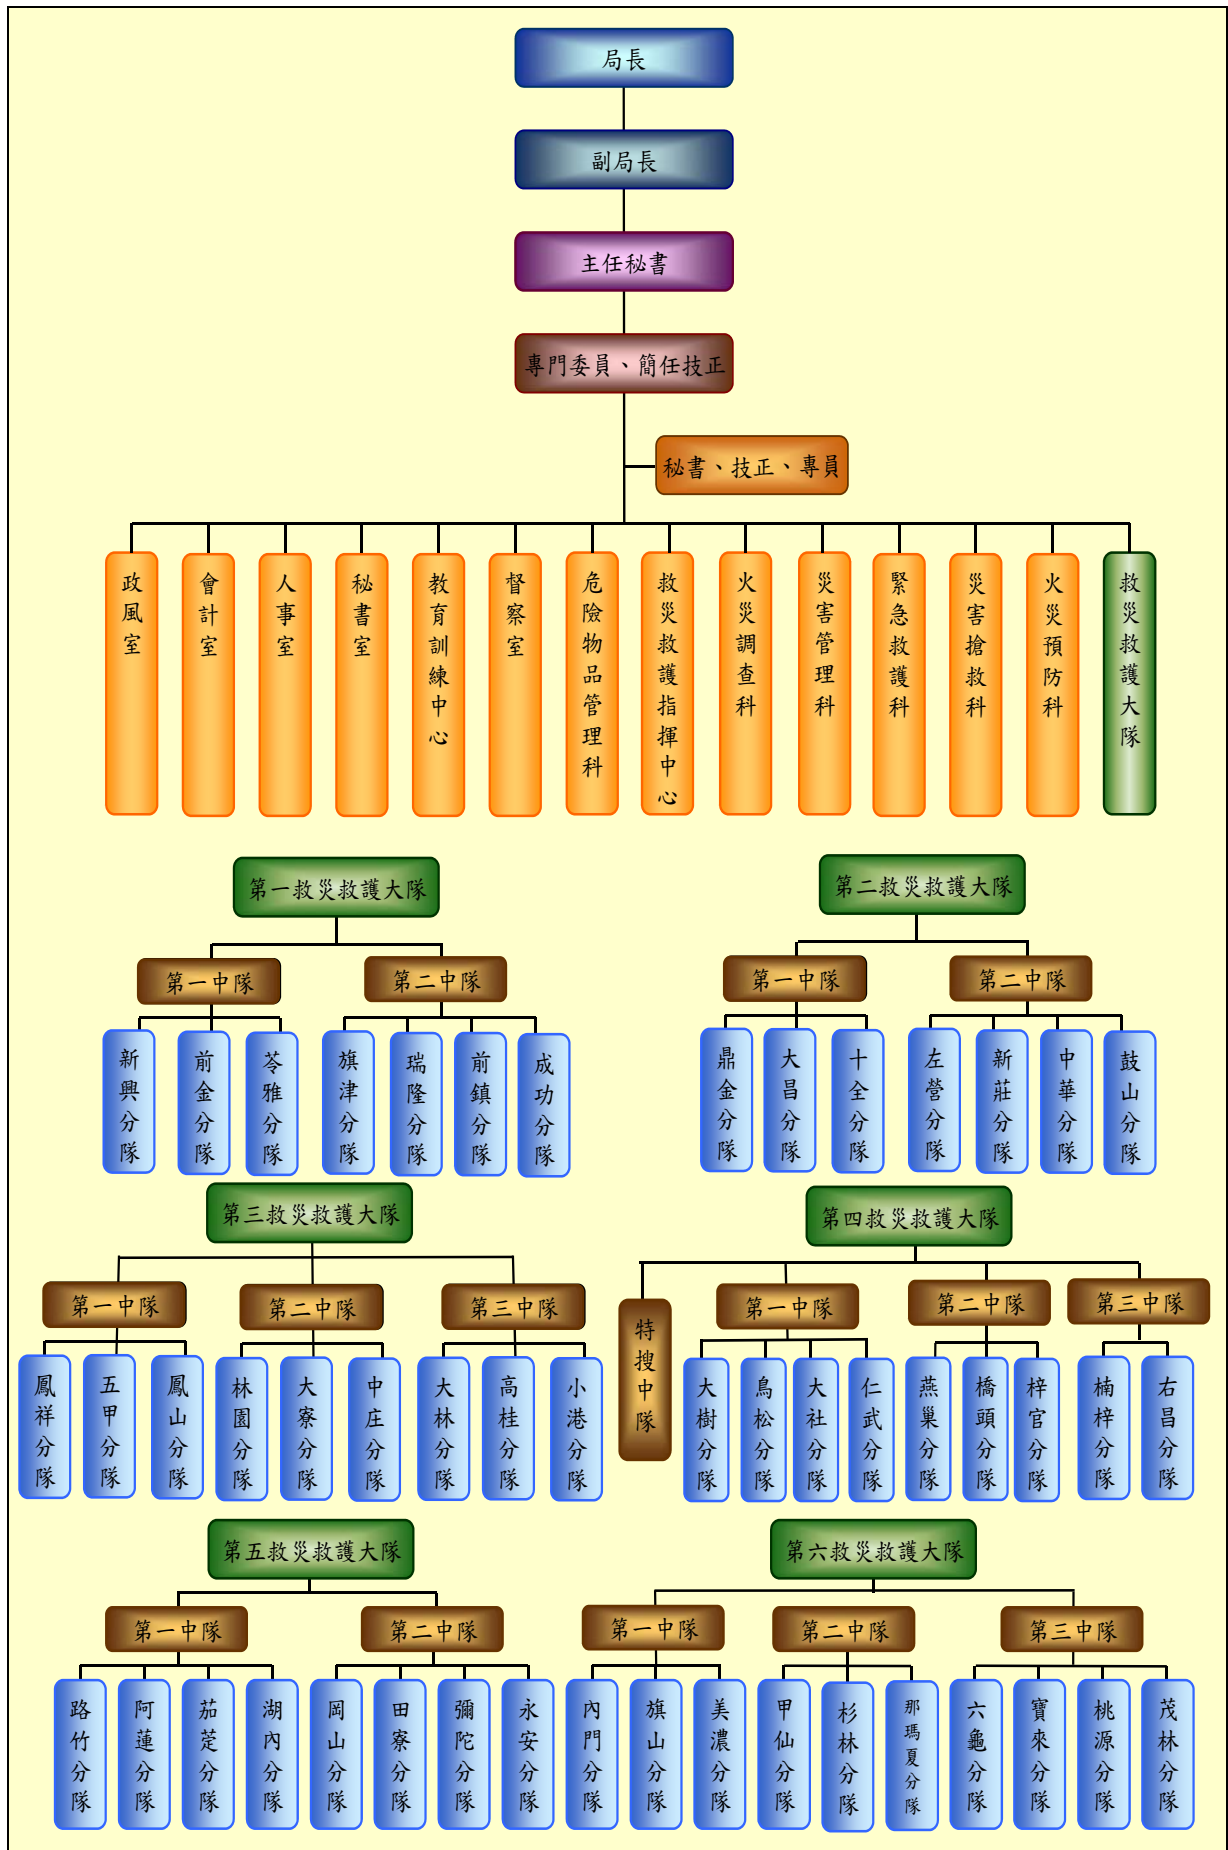 局長
副局長
主任秘書
專門委員、簡任技正
秘書、技正、專員
政風室
會計室
人事室
秘書室
教育訓練中心
督察室
危險物品管理科
救災救護指揮中心
火災調查科
災害管理科
緊急救護科
災害搶救科
火災預防科
救災救護大隊
第一救災救護大隊
第一中隊
新興分隊
前金分隊
苓雅分隊
第二中隊
旗津分隊
瑞隆分隊
前鎮分隊
成功分隊
第二救災救護大隊
第一中隊
鼎金分隊
大昌分隊
十全分隊
第二中隊
左營分隊
新莊分隊
中華分隊
鼓山分隊
第三救災救護大隊
第一中隊
鳳祥分隊
五甲分隊
鳳山分隊
第二中隊
林園分隊
大寮分隊
中庄分隊
第三中隊
大林分隊
高桂分隊
小港分隊
第四救災救護大隊
特搜中隊
第一中隊
大樹分隊
鳥松分隊
大社分隊
仁武分隊
第二中隊
燕巢分隊
橋頭分隊
梓官分隊
第三中隊
楠梓分隊
右昌分隊
第五救災救護大隊
第一中隊
路竹分隊
阿蓮分隊
茄萣分隊
湖內分隊
第二中隊
岡山分隊
田寮分隊
彌陀分隊
永安分隊
第六救災救護大隊
第一中隊
內門分隊
旗山分隊
美濃分隊
第二中隊
甲仙分隊
杉林分隊
那瑪夏分隊
第三中隊
六龜分隊
寶來分隊
桃源分隊
茂林分隊